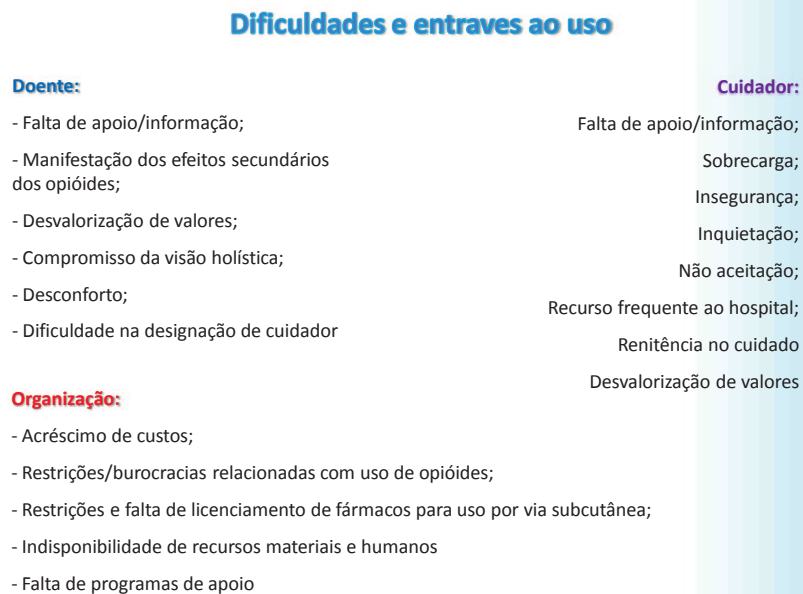 Dificuldades e entraves ao uso
Doente:
- Falta de apoio/informação;
- Manifestação dos efeitos secundários
dos opióides;
- Desvalorização de valores;
- Compromisso da visão holística;
- Desconforto;
- Dificuldade na designação de cuidador
Cuidador:
Falta de apoio/informação;
Sobrecarga;
Insegurança;
Inquietação;
Não aceitação;
Recurso frequente ao hospital;
Renitência no cuidado
Desvalorização de valores
Organização:
- Acréscimo de custos;
- Restrições/burocracias relacionadas com uso de opióides;
- Restrições e falta de licenciamento de fármacos para uso por via subcutânea;
- Indisponibilidade de recursos materiais e humanos
- Falta de programas de apoio